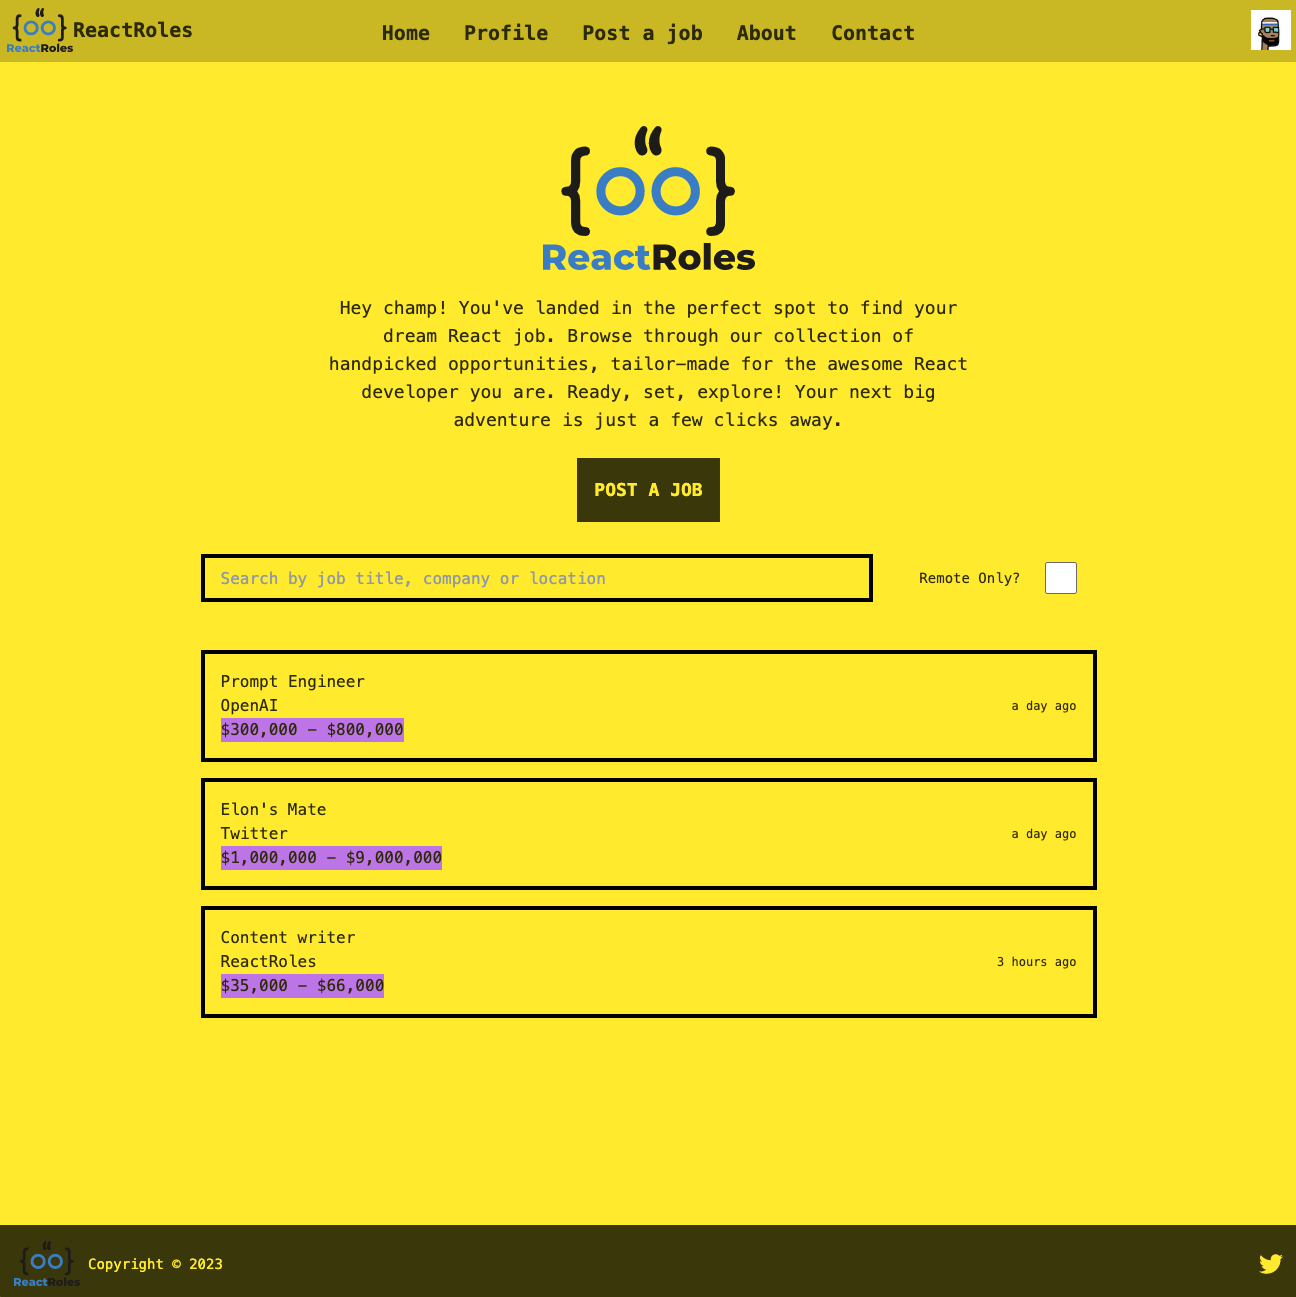 ReactRoles
ReactRoles
Home Profile Post a job About Contact
ReactRoles
Hey champ! You've landed in the perfect spot to find your
dream React job. Browse through our collection of
handpicked opportunities, tailor-made for the awesome React
developer you are. Ready, set, explore! Your next big
adventure is just a few clicks away.
POST A JOB
Search by job title, company or location
Remote Only?
Prompt Engineer
OpenAI
a day ago
$300,000 - $800,000
Elon's Mate
Twitter
a day ago
$1,000,000 - $9,000,000
Content writer
ReactRoles
3 hours ago
$35,000 - $66,000
ReactRoles
Copyright © 2023